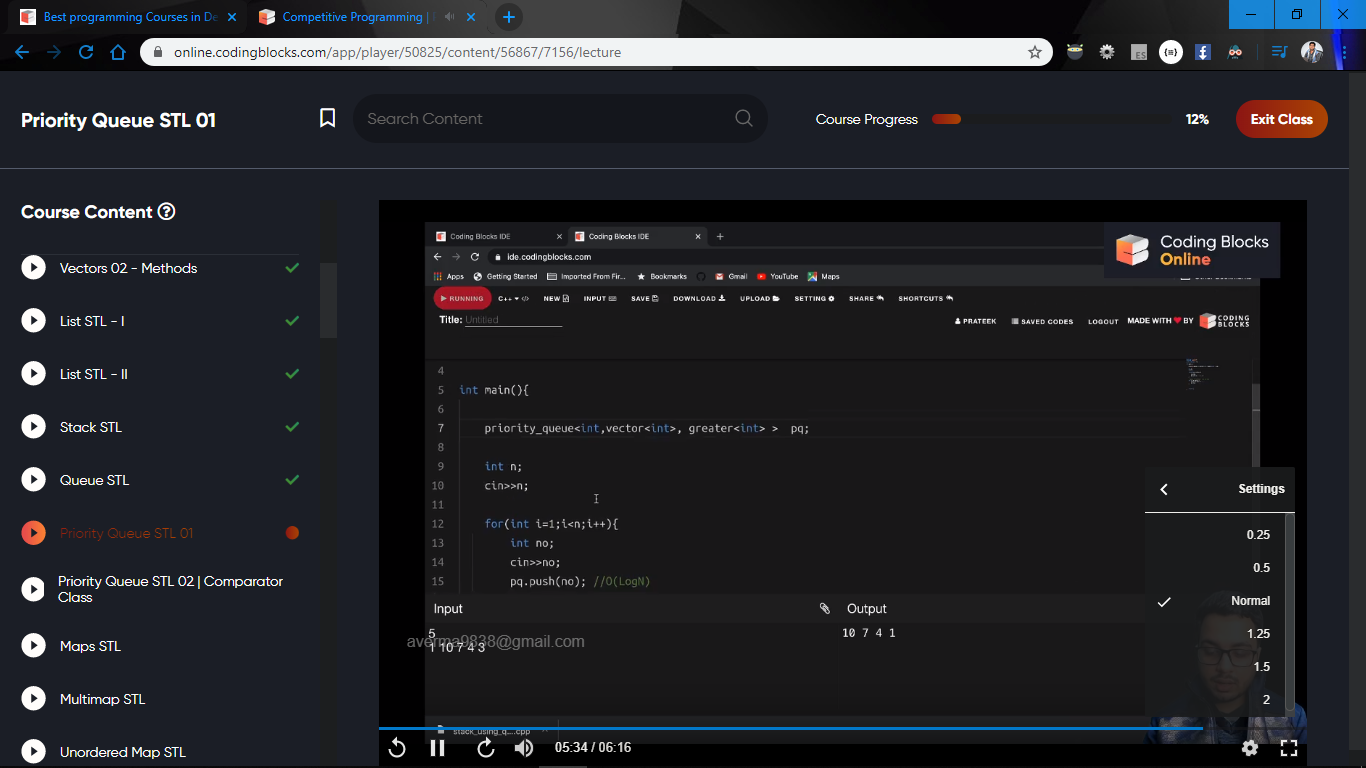 Best programming Courses in De
Competitive Programming |
online.codingblocks.com/app/player/50825/content/56867/7156/lecture
Priority Queue STL 01
Search Content
Course Progress
12%
Exit Class
Course Content
Vectors 02 - Methods
List STL - I
List STL - II
Stack STL
Queue STL
Priority Queue STL 01
Priority Queue STL 02 | Comparator
Class
Maps STL
Multimap STL
Unordered Map STL
Coding Blocks IDE
Coding Blocks IDE
ide.codingblocks.com
Coding Blocks
Online
Apps
Getting Started
Imported From Fir...
Bookmarks
Gmail
YouTube
Maps
RUNNING
C++
NEW
INPUT
SAVE
DOWNLOAD
UPLOAD
SETTING
SHARE
SHORTCUTS
Title: Untitled
PRATEEK
SAVED CODES
LOGOUT
MADE WITH BY
CODING
BLOCKS
4
5 int main(){
6
7 priority_queue<int,vector<int>, greater<int> > pq;
8
9 int n;
10 cin>>n;
11
12 for(int i=1;i<n;i++){
13 int no;
14 cin>>no;
15 pq.push(no); //O(LogN)
Input
Output
5
1 10 7 4 3
10 7 4 1
averma9838@gmail.com
stack_using_q....cpp
Settings
0.25
0.5
Normal
1.25
1.5
2
05:34 / 06:16